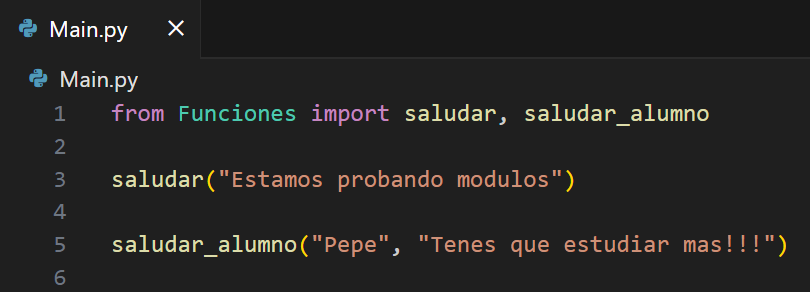 Main.py
Main.py
1 from Funciones import saludar, saludar_alumno
2
3 saludar("Estamos probando modulos")
4
5 saludar_alumno("Pepe", "Tenes que estudiar mas!!!")
6